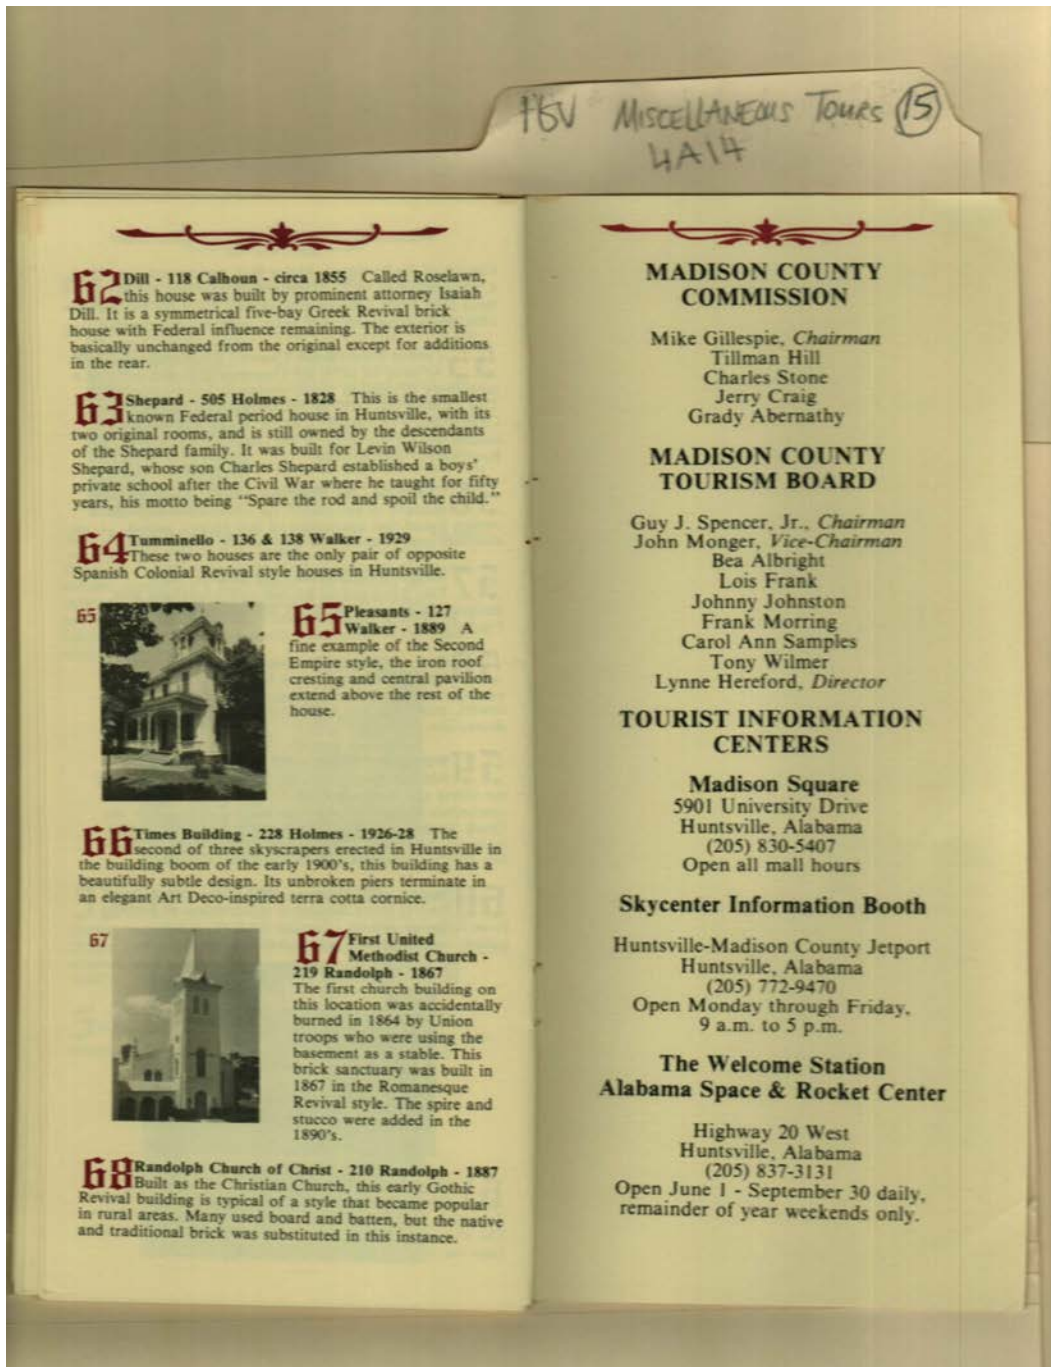 MISCELLANEOUS TOURS 15
4A14
62 Dill - 118 Calhoun - circa 1855 Called Roselawn,
this house was built by prominent attorney Isaiah
Dill. It is a symmetrical five-bay Greek Revival brick
house with Federal influence remaining. The exterior is
basically unchanged from the original except for additions
in the rear.
63 Shepard - 505 Holmes - 1828 This is the smallest
known Federal period house in Huntsville, with its
two original rooms, and is still owned by the descendants
of the Shepard family. It was built for Levin Wilson
Shepard, whose son Charles Shepard established a boys'
private school after the Civil War where he taught for fifty
years, his motto being "Spare the rod and spoil the child."
64 Tumminello - 136 & 138 Walker - 1929
These two houses are the only pair of opposite
Spanish Colonial Revival style houses in Huntsville.
65
65 Pleasants - 127
Walker - 1889 A
fine example of the Second
Empire style, the iron roof
cresting and central pavilion
extend above the rest of the
house.
66 Times Building - 228 Holmes - 1926-28 The
second of three skyscrapers erected in Huntsville in
the building boom of the early 1900's, this building has a
beautifully subtle design. Its unbroken piers terminate in
an elegant Art Deco-inspired terra cotta cornice.
67
67 First United
Methodist Church -
219 Randolph - 1867
The first church building on
this location was accidentally
burned in 1864 by Union
troops who were using the
basement as a stable. This
brick sanctuary was built in
1867 in the Romanesque
Revival style. The spire and
stucco were added in the
1890's.
68 Randolph Church of Christ - 210 Randolph - 1887
Built as the Christian Church, this early Gothic
Revival building is typical of a style that became popular
in rural areas. Many used board and batten, but the native
and traditional brick was substituted in this instance.
MADISON COUNTY
COMMISSION
Mike Gillespie, Chairman
Tillman Hill
Charles Stone
Jerry Craig
Grady Abernathy
MADISON COUNTY
TOURISM BOARD
Guy J. Spencer, Jr., Chairman
John Monger, Vice-Chairman
Bea Albright
Lois Frank
Johnny Johnston
Frank Morring
Carol Ann Samples
Tony Wilmer
Lynne Hereford, Director
TOURIST INFORMATION
CENTERS
Madison Square
5901 University Drive
Huntsville, Alabama
(205) 830-5407
Open all mall hours
Skycenter Information Booth
Huntsville-Madison County Jetport
Huntsville, Alabama
(205) 772-9470
Open Monday through Friday,
9 a.m. to 5 p.m.
The Welcome Station
Alabama Space & Rocket Center
Highway 20 West
Huntsville, Alabama
(205) 837-3131
Open June 1 - September 30 daily,
remainder of year weekends only.